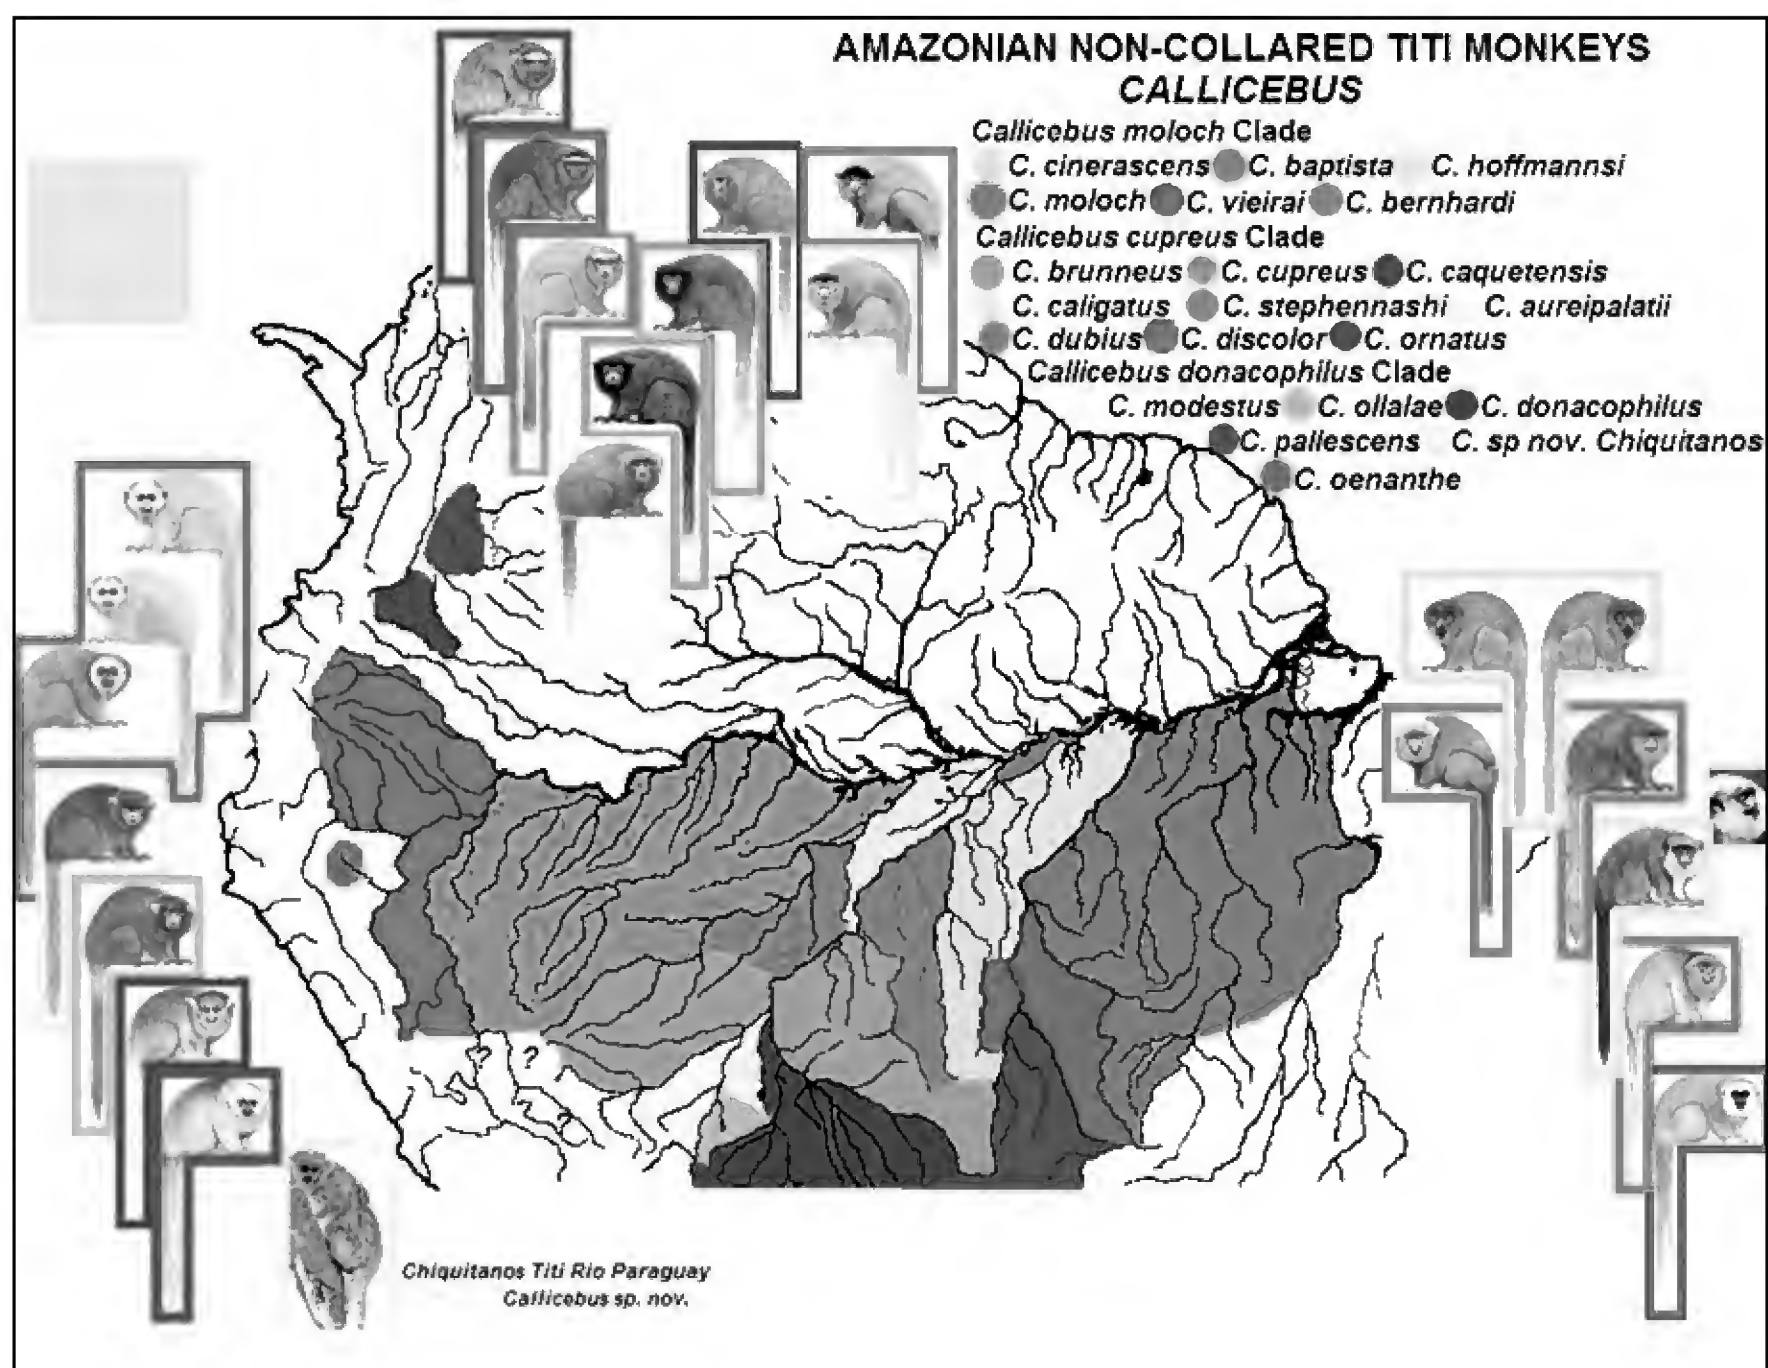 AMAZONIAN NON-COLLARED TITI MONKEYS
CALLICEBUS
Callicebus moloch Clade
C. cinerascens C. baptista C. hoffmannsi
C. moloch C. vieirai C. bernhardi
Callicebus cupreus Clade
C. brunneus C. cupreus C. caquetensis
C. caligatus C. stephennashi C. aureipalatii
C. dubius C. discolor C. ornatus
Callicebus donacophilus Clade
C. modestus C. ollalae C. donacophilus
C. pallescens C. sp nov. Chiquitanos
C. oenanthe
? ?
Chiquitanos Titi Rio Paraguay
Callicebus sp. nov.